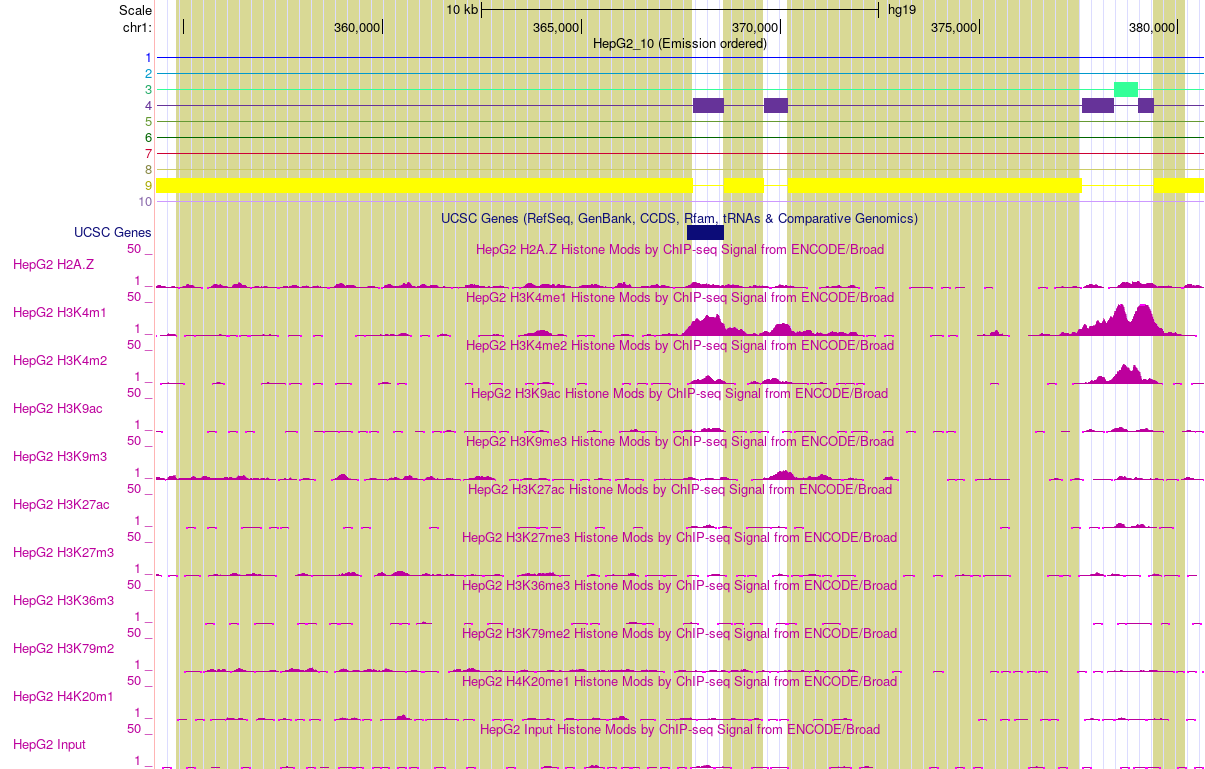 Scale 10 kb hg19
chr1: 360,000 365,000 370,000 375,000 380,000
HepG2_10 (Emission ordered)
1
2
3
4
5
6
7
8
9
10
UCSC Genes (RefSeq, GenBank, CCDS, Rfam, tRNAs & Comparative Genomics)
UCSC Genes
50 _ HepG2 H2A.Z Histone Mods by ChIP-seq Signal from ENCODE/Broad
HepG2 H2A.Z
1 _
50 _ HepG2 H3K4me1 Histone Mods by ChIP-seq Signal from ENCODE/Broad
HepG2 H3K4m1
1 _
50 _ HepG2 H3K4me2 Histone Mods by ChIP-seq Signal from ENCODE/Broad
HepG2 H3K4m2
1 _
50 _ HepG2 H3K9ac Histone Mods by ChIP-seq Signal from ENCODE/Broad
HepG2 H3K9ac
1 _
50 _ HepG2 H3K9me3 Histone Mods by ChIP-seq Signal from ENCODE/Broad
HepG2 H3K9m3
1 _
50 _ HepG2 H3K27ac Histone Mods by ChIP-seq Signal from ENCODE/Broad
HepG2 H3K27ac
1 _
50 _ HepG2 H3K27me3 Histone Mods by ChIP-seq Signal from ENCODE/Broad
HepG2 H3K27m3
1 _
50 _ HepG2 H3K36me3 Histone Mods by ChIP-seq Signal from ENCODE/Broad
HepG2 H3K36m3
1 _
50 _ HepG2 H3K79me2 Histone Mods by ChIP-seq Signal from ENCODE/Broad
HepG2 H3K79m2
1 _
50 _ HepG2 H4K20me1 Histone Mods by ChIP-seq Signal from ENCODE/Broad
HepG2 H4K20m1
1 _
50 _ HepG2 Input Histone Mods by ChIP-seq Signal from ENCODE/Broad
HepG2 Input
1 _